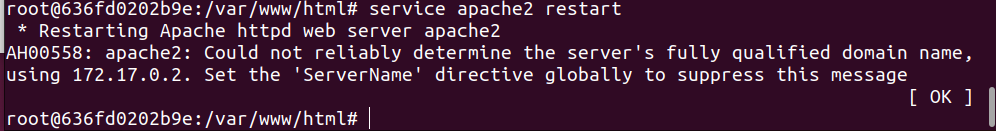 root@636fd0202b9e:/var/www/html# service apache2 restart
 * Restarting Apache httpd web server apache2
AH00558: apache2: Could not reliably determine the server's fully qualified domain name,
using 172.17.0.2. Set the 'ServerName' directive globally to suppress this message
[ OK ]
root@636fd0202b9e:/var/www/html#